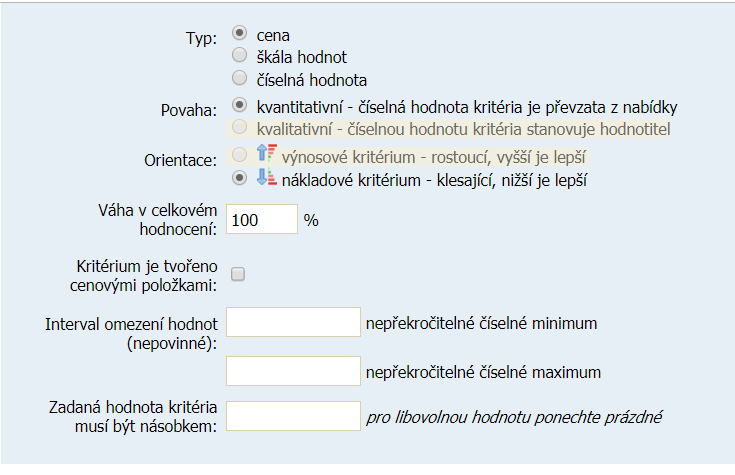 Typ: cena
škála hodnot
číselná hodnota
Povaha: kvantitativní - číselná hodnota kritéria je převzata z nabídky
kvalitativní - číselnou hodnotu kritéria stanovuje hodnotitel
Orientace: výnosové kritérium - rostoucí, vyšší je lepší
nákladové kritérium - klesající, nižší je lepší
Váha v celkovém
hodnocení: 100 %
Kritérium je tvořeno
cenovými položkami:
Interval omezení hodnot
(nepovinné):
nepřekročitelné číselné minimum
nepřekročitelné číselné maximum
Zadaná hodnota kritéria
musí být násobkem:
pro libovolnou hodnotu ponechte prázdné